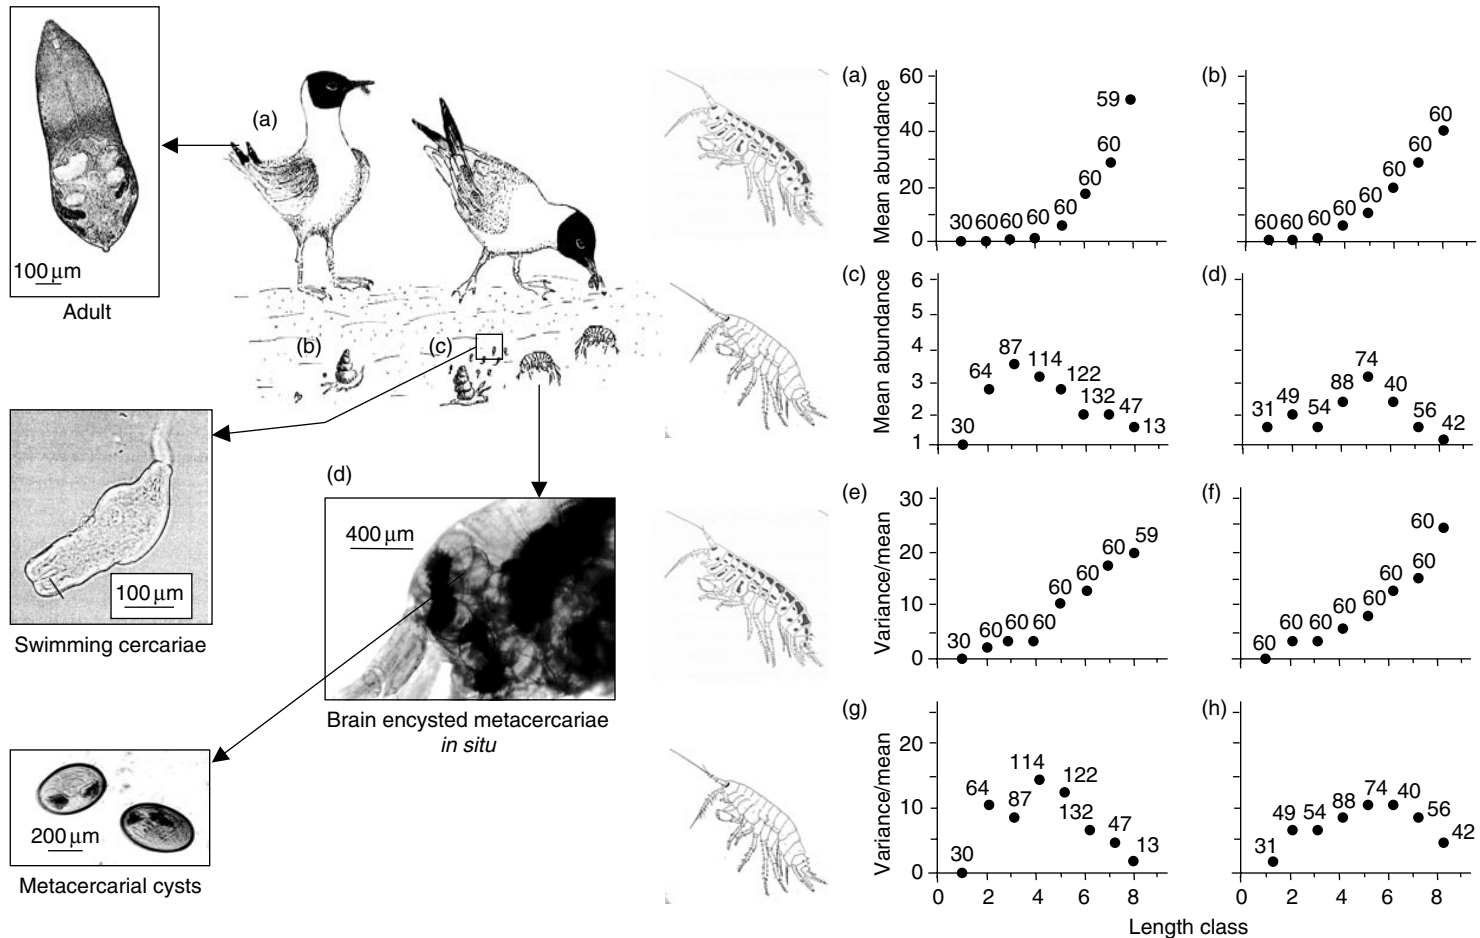 100 μm
Adult
(a)
(b)
(c)
100 μm
Swimming cercariae
(d)
400 μm
Brain encysted metacercariae
in situ
200 μm
Metacercarial cysts
(a)
Mean abundance
60
40
20
0
30 60 60 60 60 60 60 59
(b)
60 60 60 60 60 60 60 60
(c)
Mean abundance
6
5
4
3
2
1
30 64 87 114 122 132 47 13
(d)
31 49 54 88 74 40 56 42
(e)
Variance/mean
30
20
10
0
30 60 60 60 60 60 60 59
(f)
60 60 60 60 60 60 60 60
(g)
Variance/mean
20
10
0
30 64 87 114 122 132 47 13
0 2 4 6 8
(h)
31 49 54 88 74 40 56 42
0 2 4 6 8
Length class